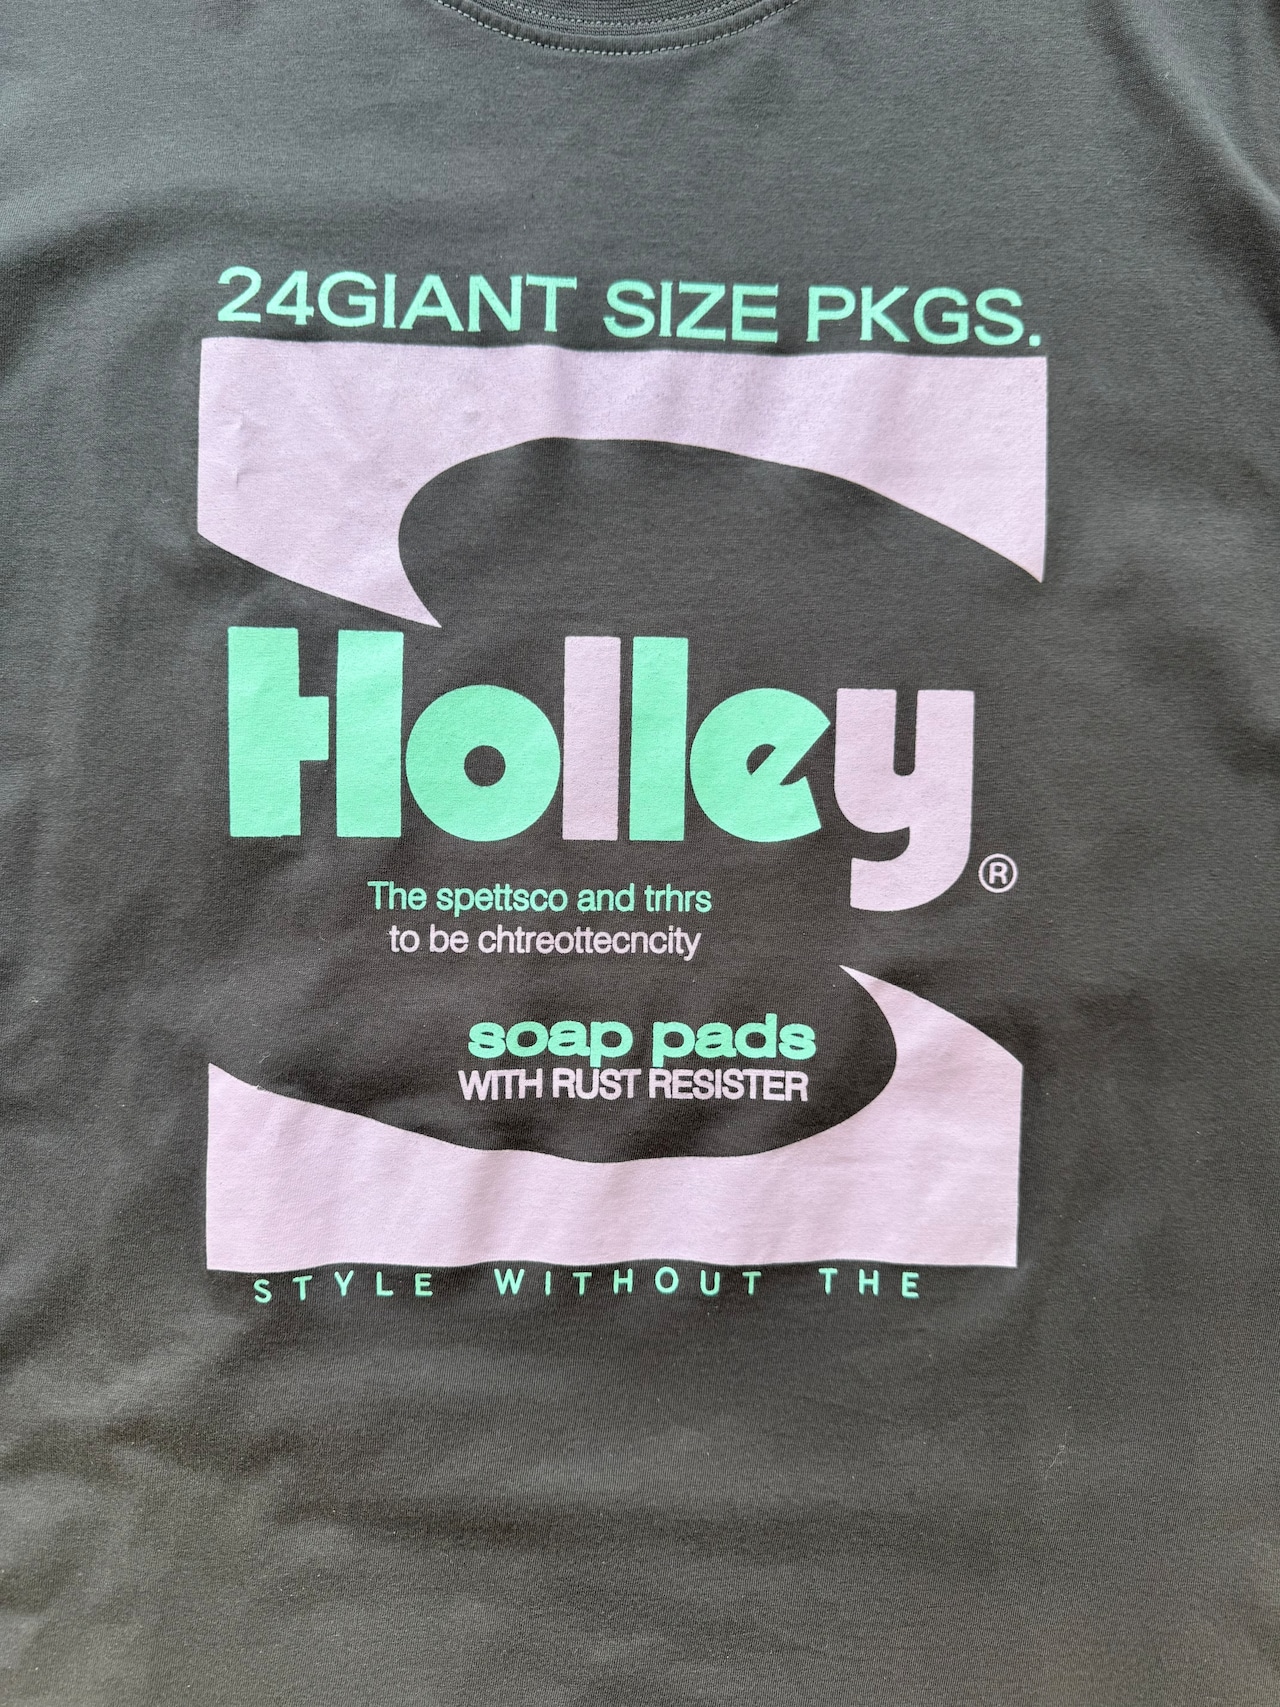 24GIANT SIZE PKGS.
Holley®
The spettsco and trhrs
to be chtreottecncity
soap pads
WITH RUST RESISTER
STYLE WITHOUT THE